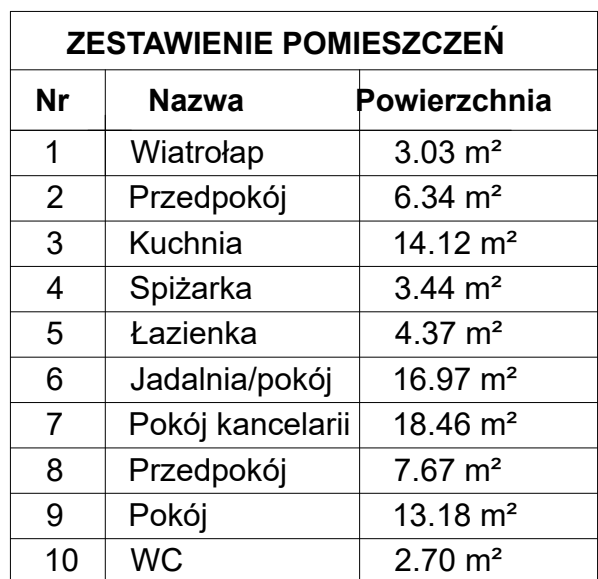 ZESTAWIENIE POMIESZCZEŃ
Nr Nazwa Powierzchnia
1 Wiatrołap 3.03 m²
2 Przedpokój 6.34 m²
3 Kuchnia 14.12 m²
4 Spiżarka 3.44 m²
5 Łazienka 4.37 m²
6 Jadalnia/pokój 16.97 m²
7 Pokój kancelarii 18.46 m²
8 Przedpokój 7.67 m²
9 Pokój 13.18 m²
10 WC 2.70 m²